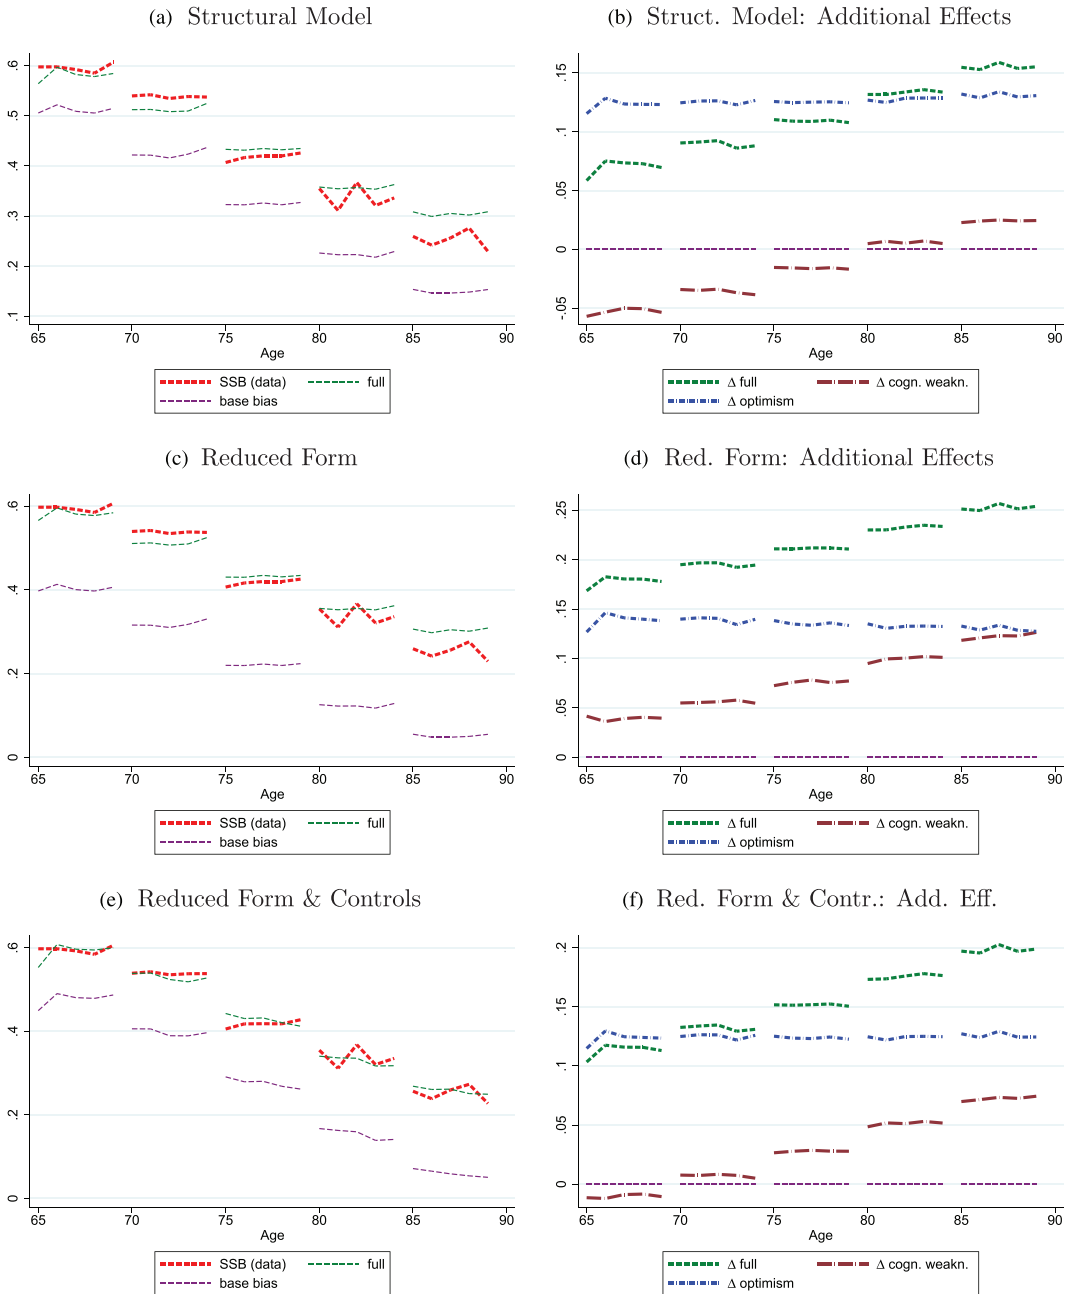 (a) Structural Model
.6
.5
.4
.3
.2
.1
65 70 75 80 85 90
Age
SSB (data) full
base bias
(b) Struct. Model: Additional Effects
.15
.1
.05
0
-.05
65 70 75 80 85 90
Age
Δ full Δ cogn. weakn.
Δ optimism
(c) Reduced Form
.6
.4
.2
0
65 70 75 80 85 90
Age
SSB (data) full
base bias
(d) Red. Form: Additional Effects
.25
.2
.15
.1
.05
0
65 70 75 80 85 90
Age
Δ full Δ cogn. weakn.
Δ optimism
(e) Reduced Form & Controls
.6
.4
.2
0
65 70 75 80 85 90
Age
SSB (data) full
base bias
(f) Red. Form & Contr.: Add. Eff.
.2
.15
.1
.05
0
65 70 75 80 85 90
Age
Δ full Δ cogn. weakn.
Δ optimism